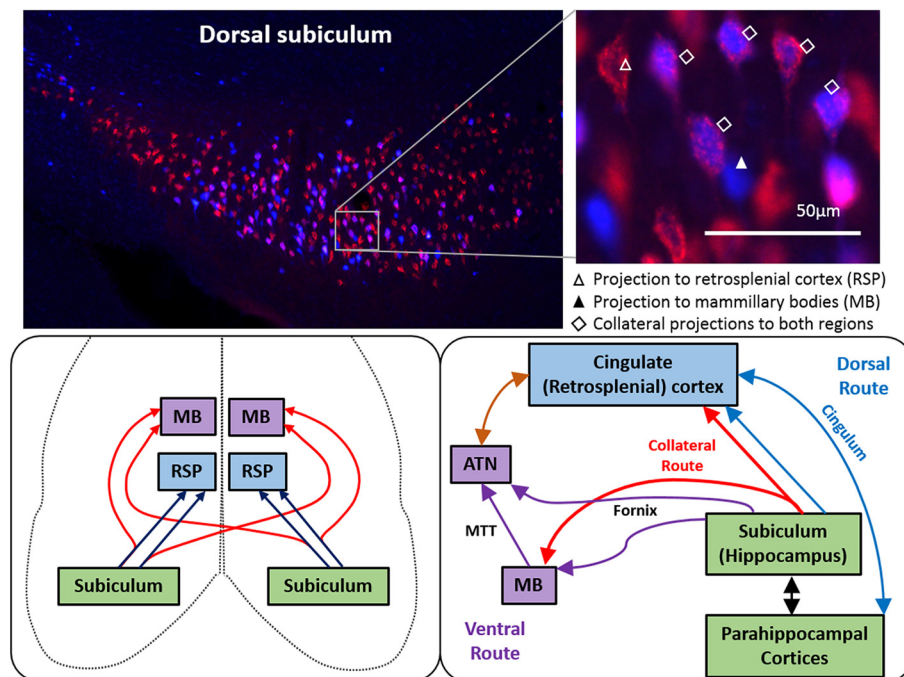 Dorsal subiculum
50µm
△ Projection to retrosplenial cortex (RSP)
▲ Projection to mammillary bodies (MB)
◇ Collateral projections to both regions
MB
MB
RSP
RSP
Subiculum
Subiculum
Cingulate
(Retrosplenial) cortex
Dorsal
Route
Cingulum
Collateral
Route
ATN
MTT
Fornix
Subiculum
(Hippocampus)
MB
Ventral
Route
Parahippocampal
Cortices